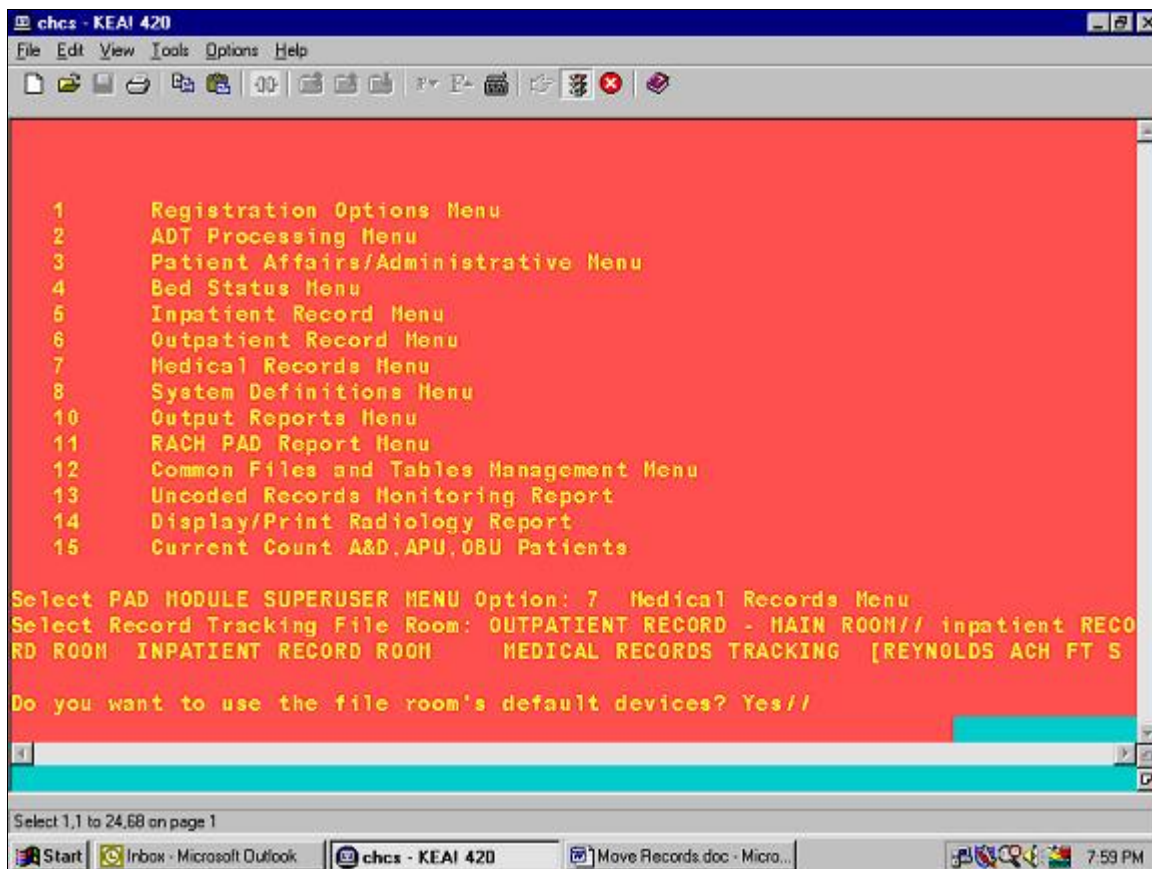 chcs - KEA! 420
File Edit View Tools Options Help
1 Registration Options Menu
2 ADT Processing Menu
3 Patient Affairs/Administrative Menu
4 Bed Status Menu
5 Inpatient Record Menu
6 Outpatient Record Menu
7 Medical Records Menu
8 System Definitions Menu
10 Output Reports Menu
11 RACH PAD Report Menu
12 Common Files and Tables Management Menu
13 Uncoded Records Monitoring Report
14 Display/Print Radiology Report
15 Current Count A&D,APU,OBU Patients
Select PAD MODULE SUPERUSER MENU Option: 7 Medical Records Menu
Select Record Tracking File Room: OUTPATIENT RECORD - MAIN ROOM// inpatient RECO
RD ROOM INPATIENT RECORD ROOM MEDICAL RECORDS TRACKING [REYNOLDS ACH FT S
Do you want to use the file room's default devices? Yes//
Select 1,1 to 24,68 on page 1
Start Inbox - Microsoft Outlook chcs - KEA! 420 Move Records.doc - Micro... 7:59 PM